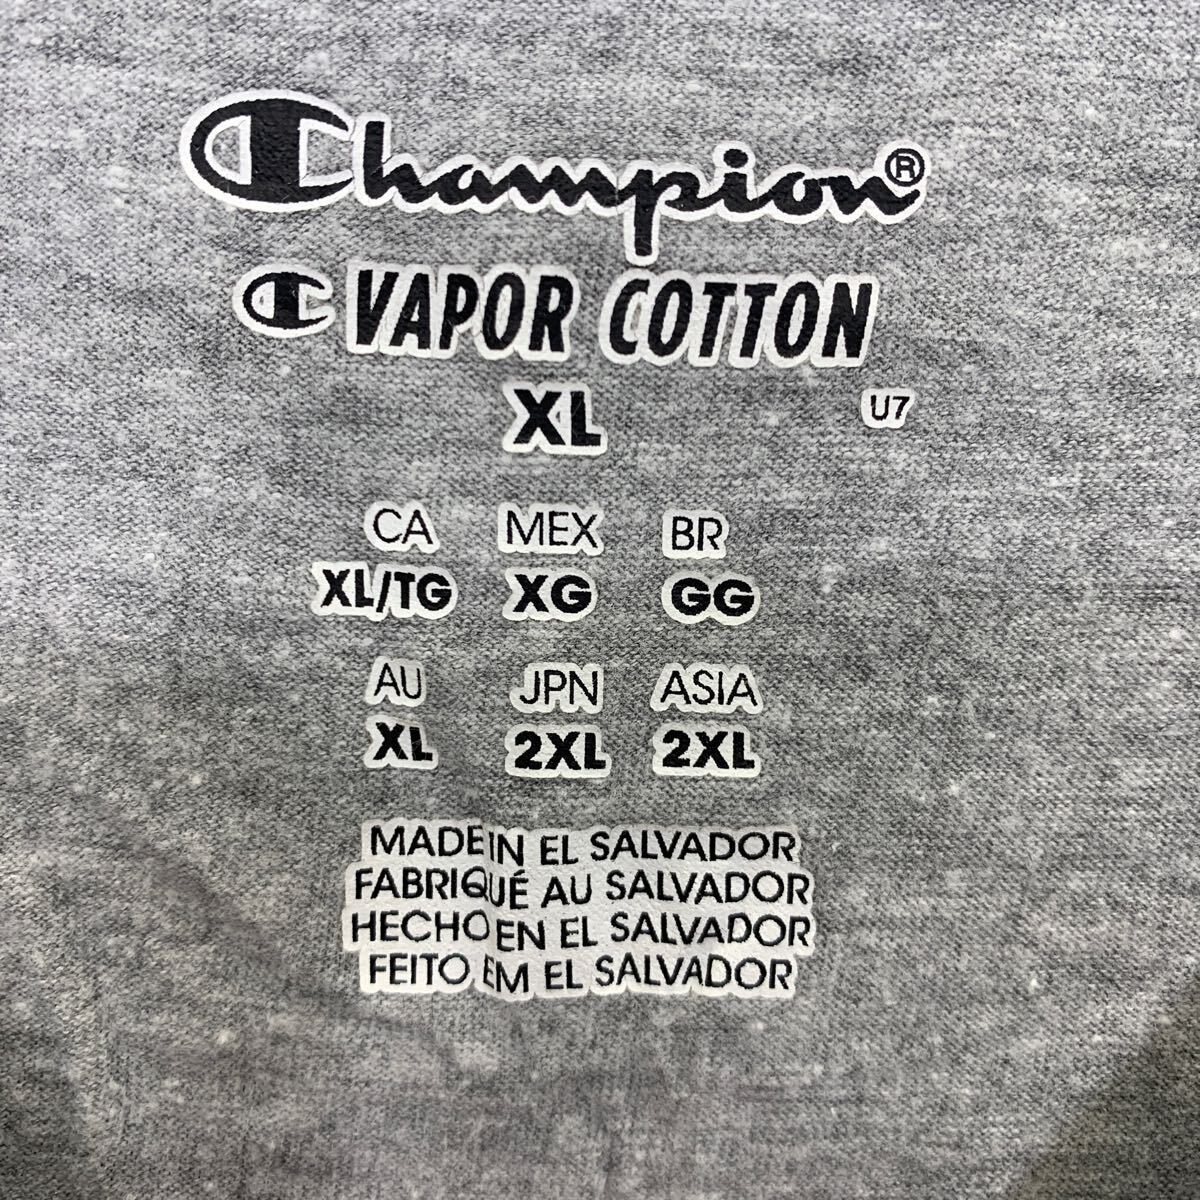 Champion®
C VAPOR COTTON
XL U7
CA MEX BR
XL/TG XG GG
AU JPN ASIA
XL 2XL 2XL
MADE IN EL SALVADOR
FABRIQUÉ AU SALVADOR
HECHO EN EL SALVADOR
FEITO EM EL SALVADOR